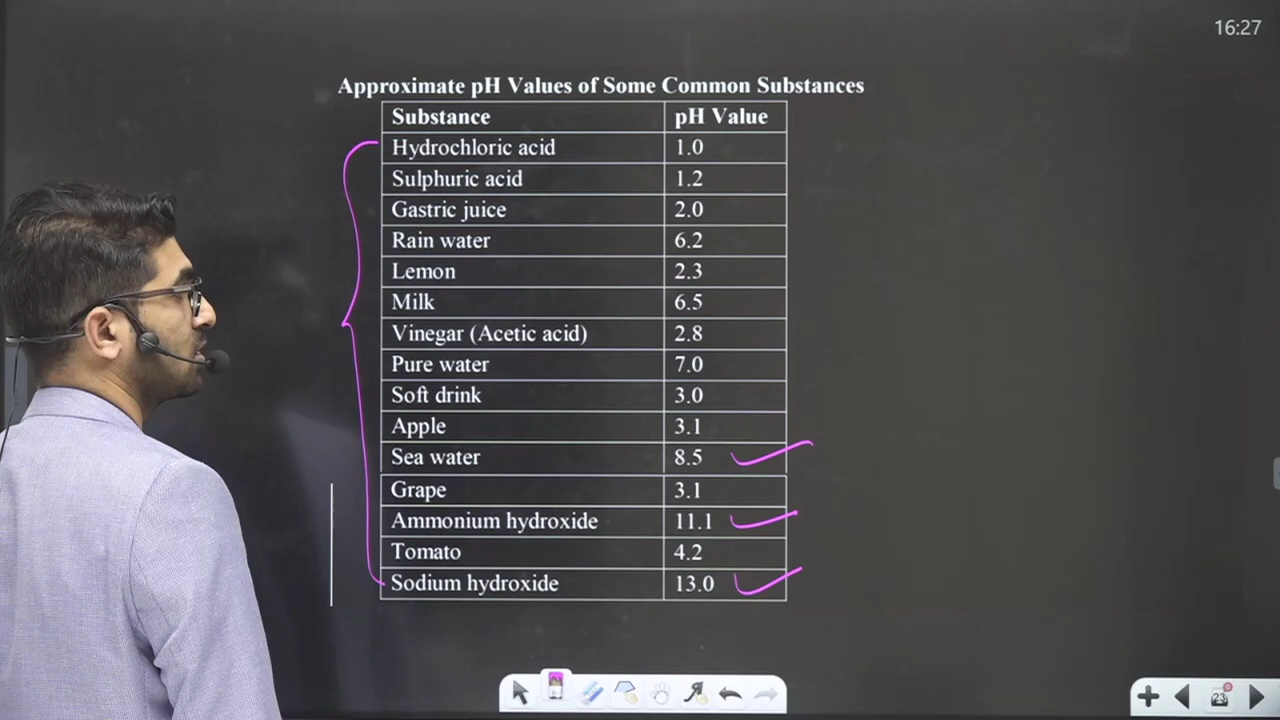 16:27
Approximate pH Values of Some Common Substances
Substance pH Value
Hydrochloric acid 1.0
Sulphuric acid 1.2
Gastric juice 2.0
Rain water 6.2
Lemon 2.3
Milk 6.5
Vinegar (Acetic acid) 2.8
Pure water 7.0
Soft drink 3.0
Apple 3.1
Sea water 8.5
Grape 3.1
Ammonium hydroxide 11.1
Tomato 4.2
Sodium hydroxide 13.0
23